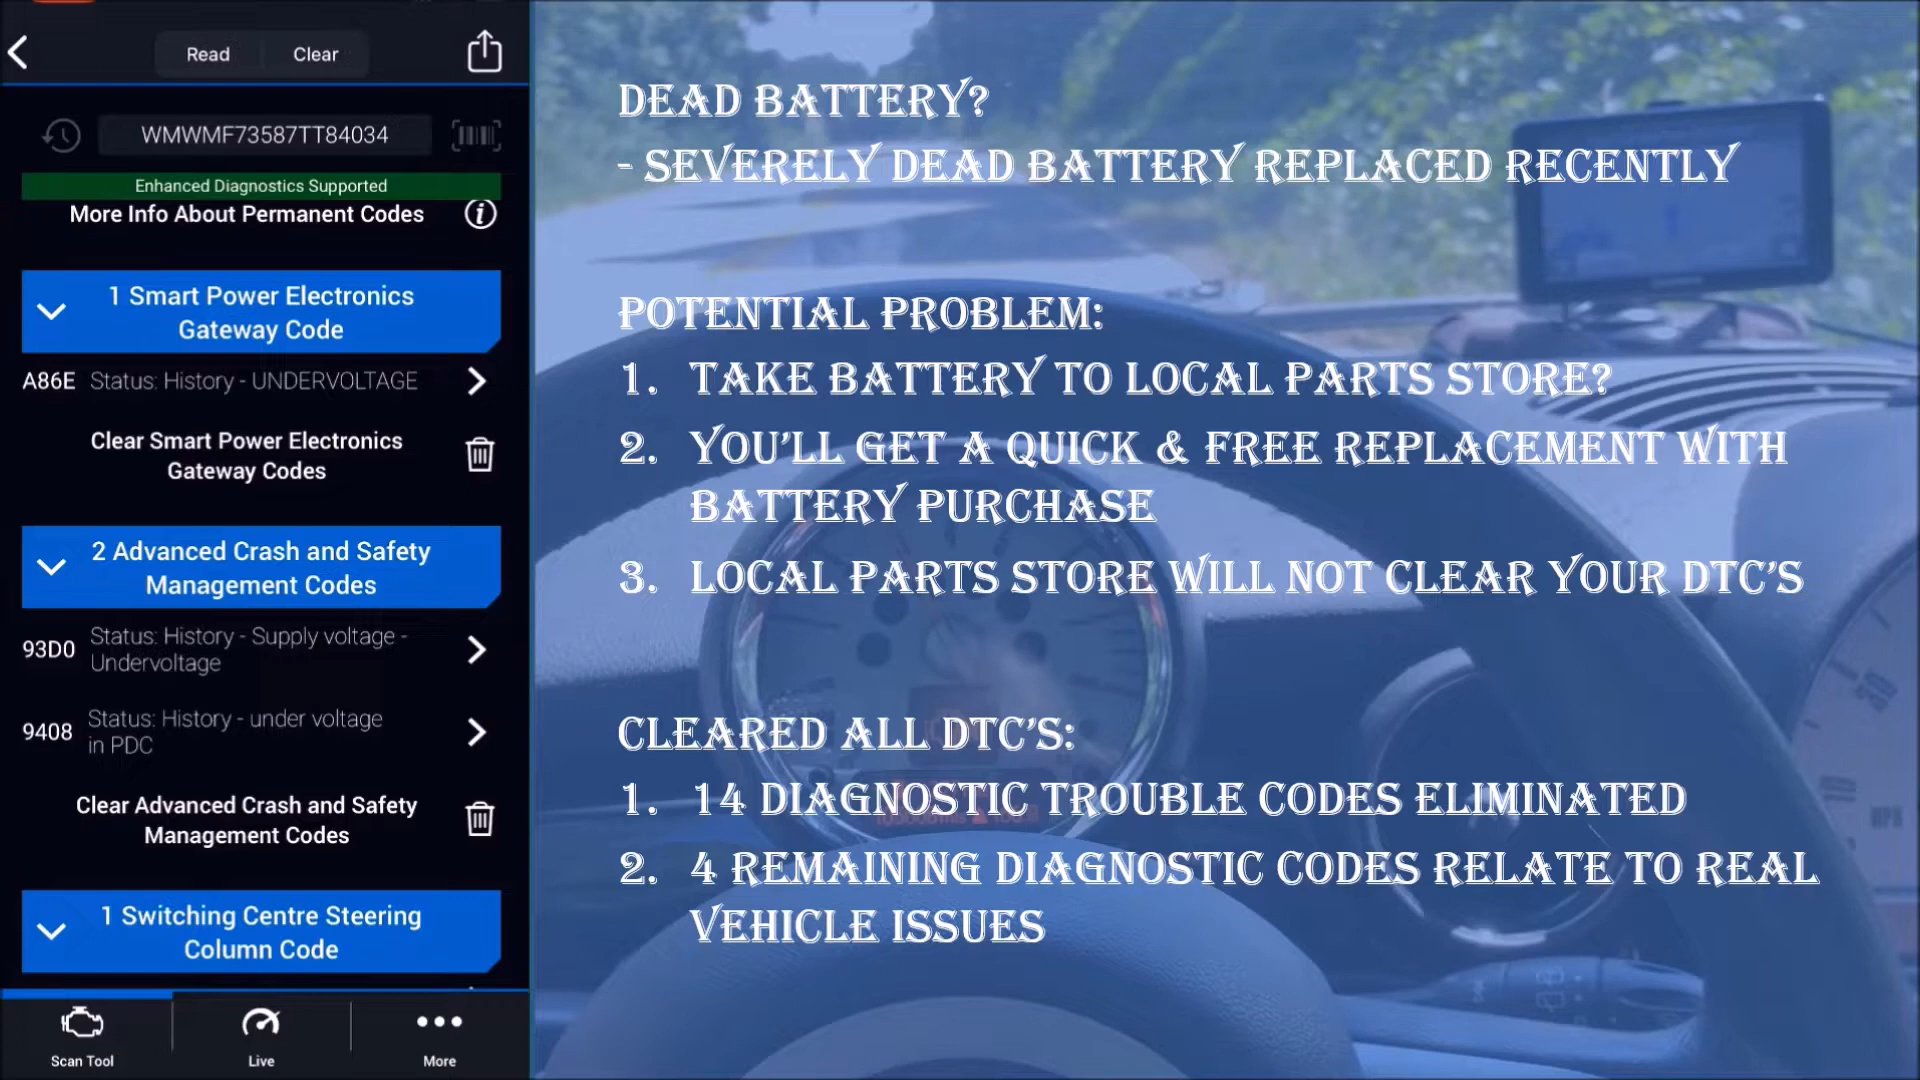 Read
Clear
WMWMF73587TT84034
Enhanced Diagnostics Supported
More Info About Permanent Codes
1 Smart Power Electronics
Gateway Code
A86E Status: History - UNDERVOLTAGE
Clear Smart Power Electronics
Gateway Codes
2 Advanced Crash and Safety
Management Codes
93D0 Status: History - Supply voltage -
Undervoltage
9408 Status: History - under voltage
in PDC
Clear Advanced Crash and Safety
Management Codes
1 Switching Centre Steering
Column Code
Scan Tool
Live
More
DEAD BATTERY?
- SEVERELY DEAD BATTERY REPLACED RECENTLY
POTENTIAL PROBLEM:
1. TAKE BATTERY TO LOCAL PARTS STORE?
2. YOU'LL GET A QUICK & FREE REPLACEMENT WITH
BATTERY PURCHASE
3. LOCAL PARTS STORE WILL NOT CLEAR YOUR DTC'S
CLEARED ALL DTC'S:
1. 14 DIAGNOSTIC TROUBLE CODES ELIMINATED
2. 4 REMAINING DIAGNOSTIC CODES RELATE TO REAL
VEHICLE ISSUES
MPH